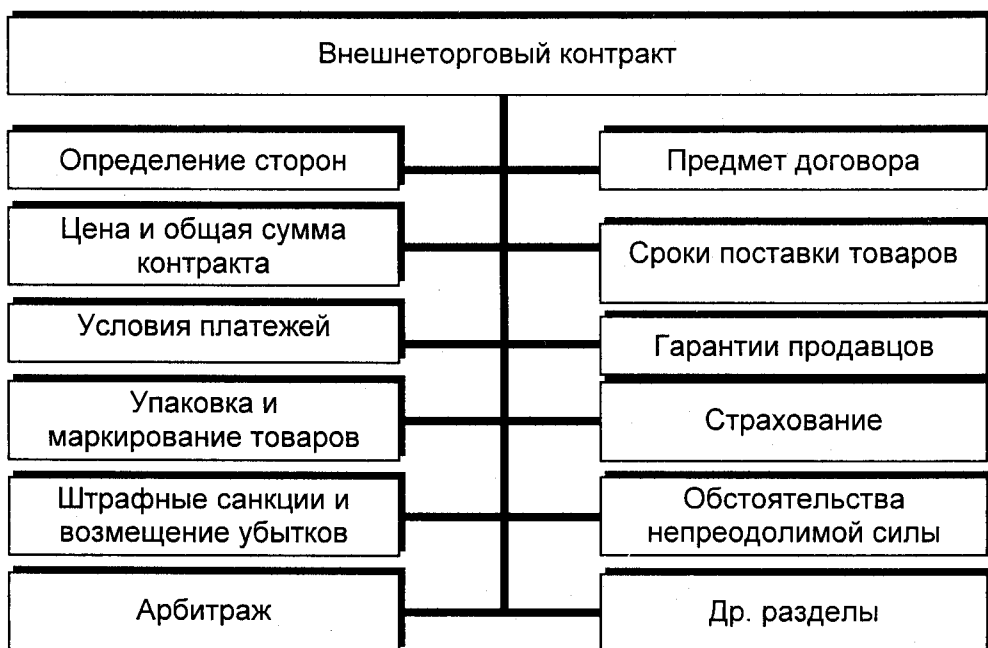 Внешнеторговый контракт
Определение сторон
Предмет договора
Цена и общая сумма
контракта
Сроки поставки товаров
Условия платежей
Гарантии продавцов
Упаковка и
маркирование товаров
Страхование
Штрафные санкции и
возмещение убытков
Обстоятельства
непреодолимой силы
Арбитраж
Др. разделы